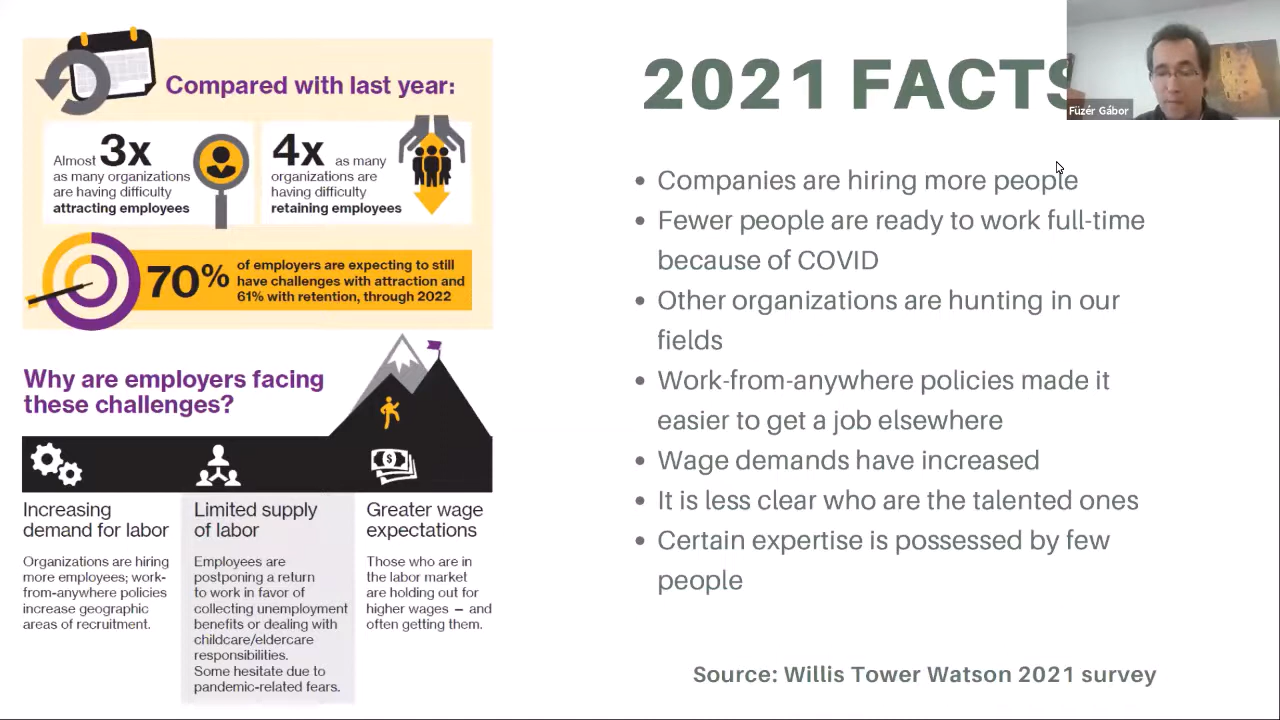 Compared with last year:
Almost 3x
as many organizations
are having difficulty
attracting employees
4x as many
organizations are
having difficulty
retaining employees
70% of employers are expecting to still
have challenges with attraction and
61% with retention, through 2022
Why are employers facing
these challenges?
Increasing
demand for labor
Organizations are hiring
more employees; work-
from-anywhere policies
increase geographic
areas of recruitment.
Limited supply
of labor
Employees are
postponing a return
to work in favor of
collecting unemployment
benefits or dealing with
childcare/eldercare
responsibilities.
Some hesitate due to
pandemic-related fears.
Greater wage
expectations
Those who are in
the labor market
are holding out for
higher wages — and
often getting them.
2021 FACTS
Füzér Gábor
• Companies are hiring more people
• Fewer people are ready to work full-time
because of COVID
• Other organizations are hunting in our
fields
• Work-from-anywhere policies made it
easier to get a job elsewhere
• Wage demands have increased
• It is less clear who are the talented ones
• Certain expertise is possessed by few
people
Source: Willis Tower Watson 2021 survey